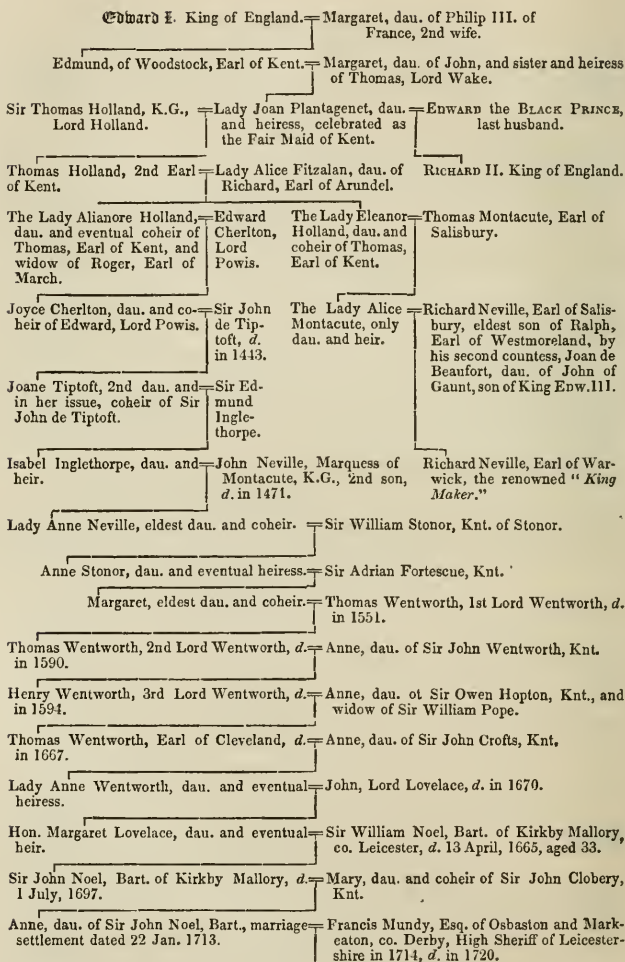 Edward I. King of England. = Margaret, dau. of Philip III. of
France, 2nd wife.
Edmund, of Woodstock, Earl of Kent. = Margaret, dau. of John, and sister and heiress
of Thomas, Lord Wake.
Sir Thomas Holland, K.G.,
Lord Holland.
= Lady Joan Plantagenet, dau.
and heiress, celebrated as
the Fair Maid of Kent.
= EDWARD the BLACK PRINCE,
last husband.
Thomas Holland, 2nd Earl
of Kent.
= Lady Alice Fitzalan, dau. of
Richard, Earl of Arundel.
RICHARD II. King of England.
The Lady Alianore Holland,
dau. and eventual coheir of
Thomas, Earl of Kent, and
widow of Roger, Earl of
March.
= Edward
Cherlton,
Lord
Powis.
The Lady Eleanor
Holland, dau. and
coheir of Thomas,
Earl of Kent.
= Thomas Montacute, Earl of
Salisbury.
Joyce Cherlton, dau. and co-
heir of Edward, Lord Powis.
= Sir John
de Tip-
toft, d.
in 1443.
The Lady Alice
Montacute, only
dau. and heir.
= Richard Neville, Earl of Salis-
bury, eldest son of Ralph,
Earl of Westmoreland, by
his second countess, Joan de
Beaufort, dau. of John of
Gaunt, son of King EDW.III.
Joane Tiptoft, 2nd dau. and
in her issue, coheir of Sir
John de Tiptoft.
= Sir Ed-
mund
Ingle-
thorpe.
Isabel Inglethorpe, dau. and
heir.
= John Neville, Marquess of
Montacute, K.G., 2nd son,
d. in 1471.
Richard Neville, Earl of War-
wick, the renowned "King
Maker."
Lady Anne Neville, eldest dau. and coheir. = Sir William Stonor, Knt. of Stonor.
Anne Stonor, dau. and eventual heiress. = Sir Adrian Fortescue, Knt.
Margaret, eldest dau. and coheir. = Thomas Wentworth, 1st Lord Wentworth, d.
in 1551.
Thomas Wentworth, 2nd Lord Wentworth, d.
in 1590.
= Anne, dau. of Sir John Wentworth, Knt.
Henry Wentworth, 3rd Lord Wentworth, d.
in 1594.
= Anne, dau. ot Sir Owen Hopton, Knt., and
widow of Sir William Pope.
Thomas Wentworth, Earl of Cleveland, d.
in 1667.
= Anne, dau. of Sir John Crofts, Knt.
Lady Anne Wentworth, dau. and eventual
heiress.
= John, Lord Lovelace, d. in 1670.
Hon. Margaret Lovelace, dau. and eventual
heir.
= Sir William Noel, Bart. of Kirkby Mallory,
co. Leicester, d. 13 April, 1665, aged 33.
Sir John Noel, Bart. of Kirkby Mallory, d.
1 July, 1697.
= Mary, dau. and coheir of Sir John Clobery,
Knt.
Anne, dau. of Sir John Noel, Bart., marriage
settlement dated 22 Jan. 1713.
= Francis Mundy, Esq. of Osbaston and Mark-
eaton, co. Derby, High Sheriff of Leicester-
shire in 1714, d. in 1720.